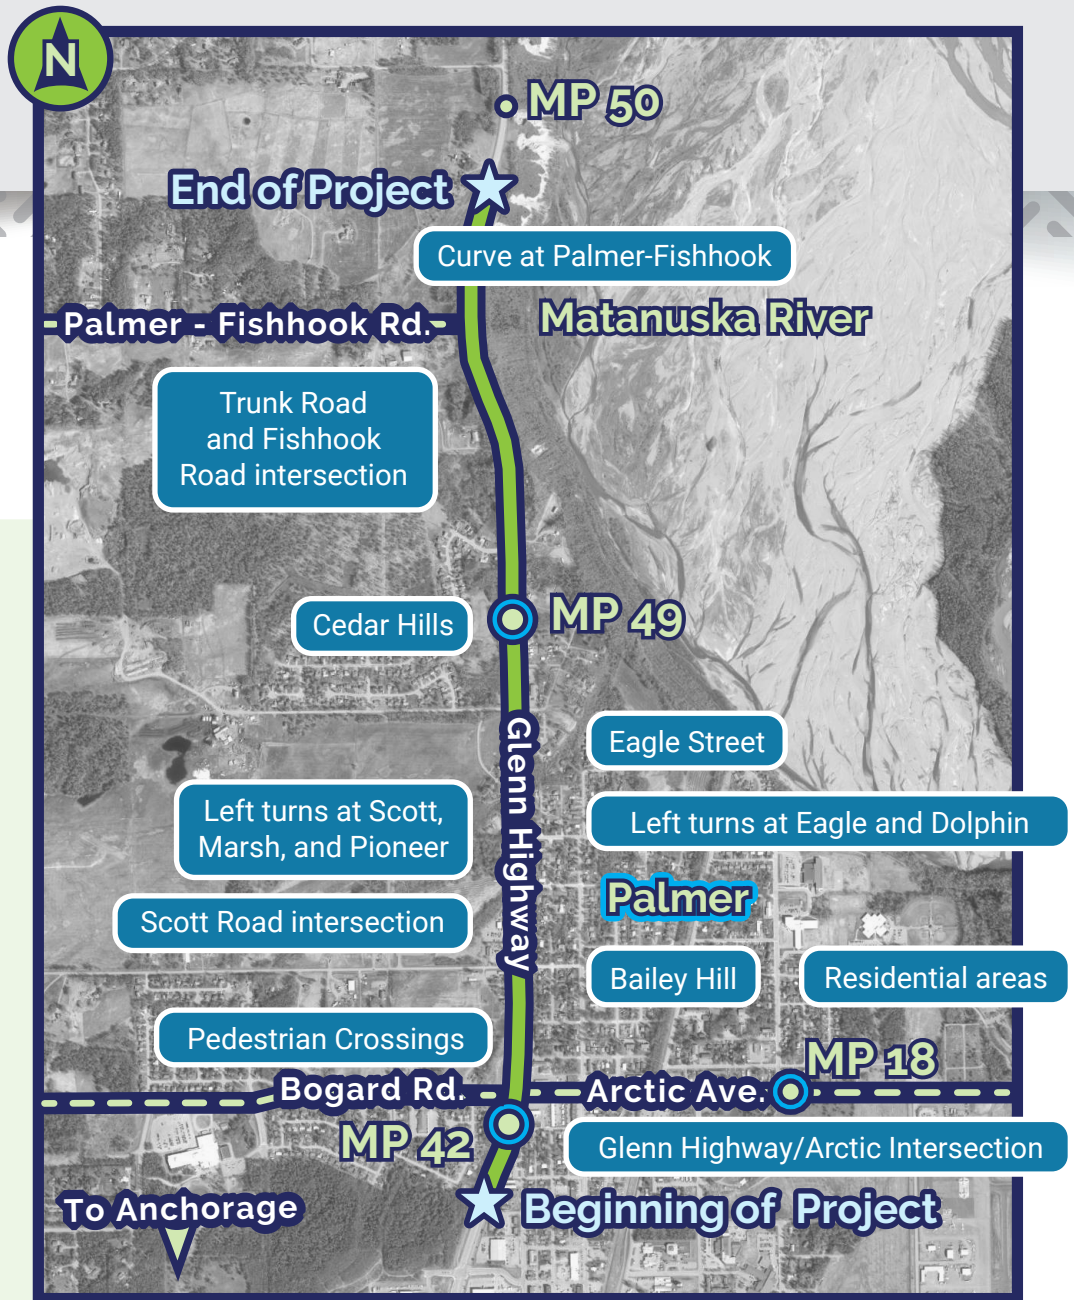 N
MP 50
End of Project
Curve at Palmer-Fishhook
Palmer - Fishhook Rd.
Matanuska River
Trunk Road
and Fishhook
Road intersection
Cedar Hills
MP 49
Glenn Highway
Eagle Street
Left turns at Scott,
Marsh, and Pioneer
Left turns at Eagle and Dolphin
Palmer
Scott Road intersection
Bailey Hill
Residential areas
Pedestrian Crossings
MP 18
Bogard Rd.
Arctic Ave.
MP 42
Glenn Highway/Arctic Intersection
To Anchorage
Beginning of Project